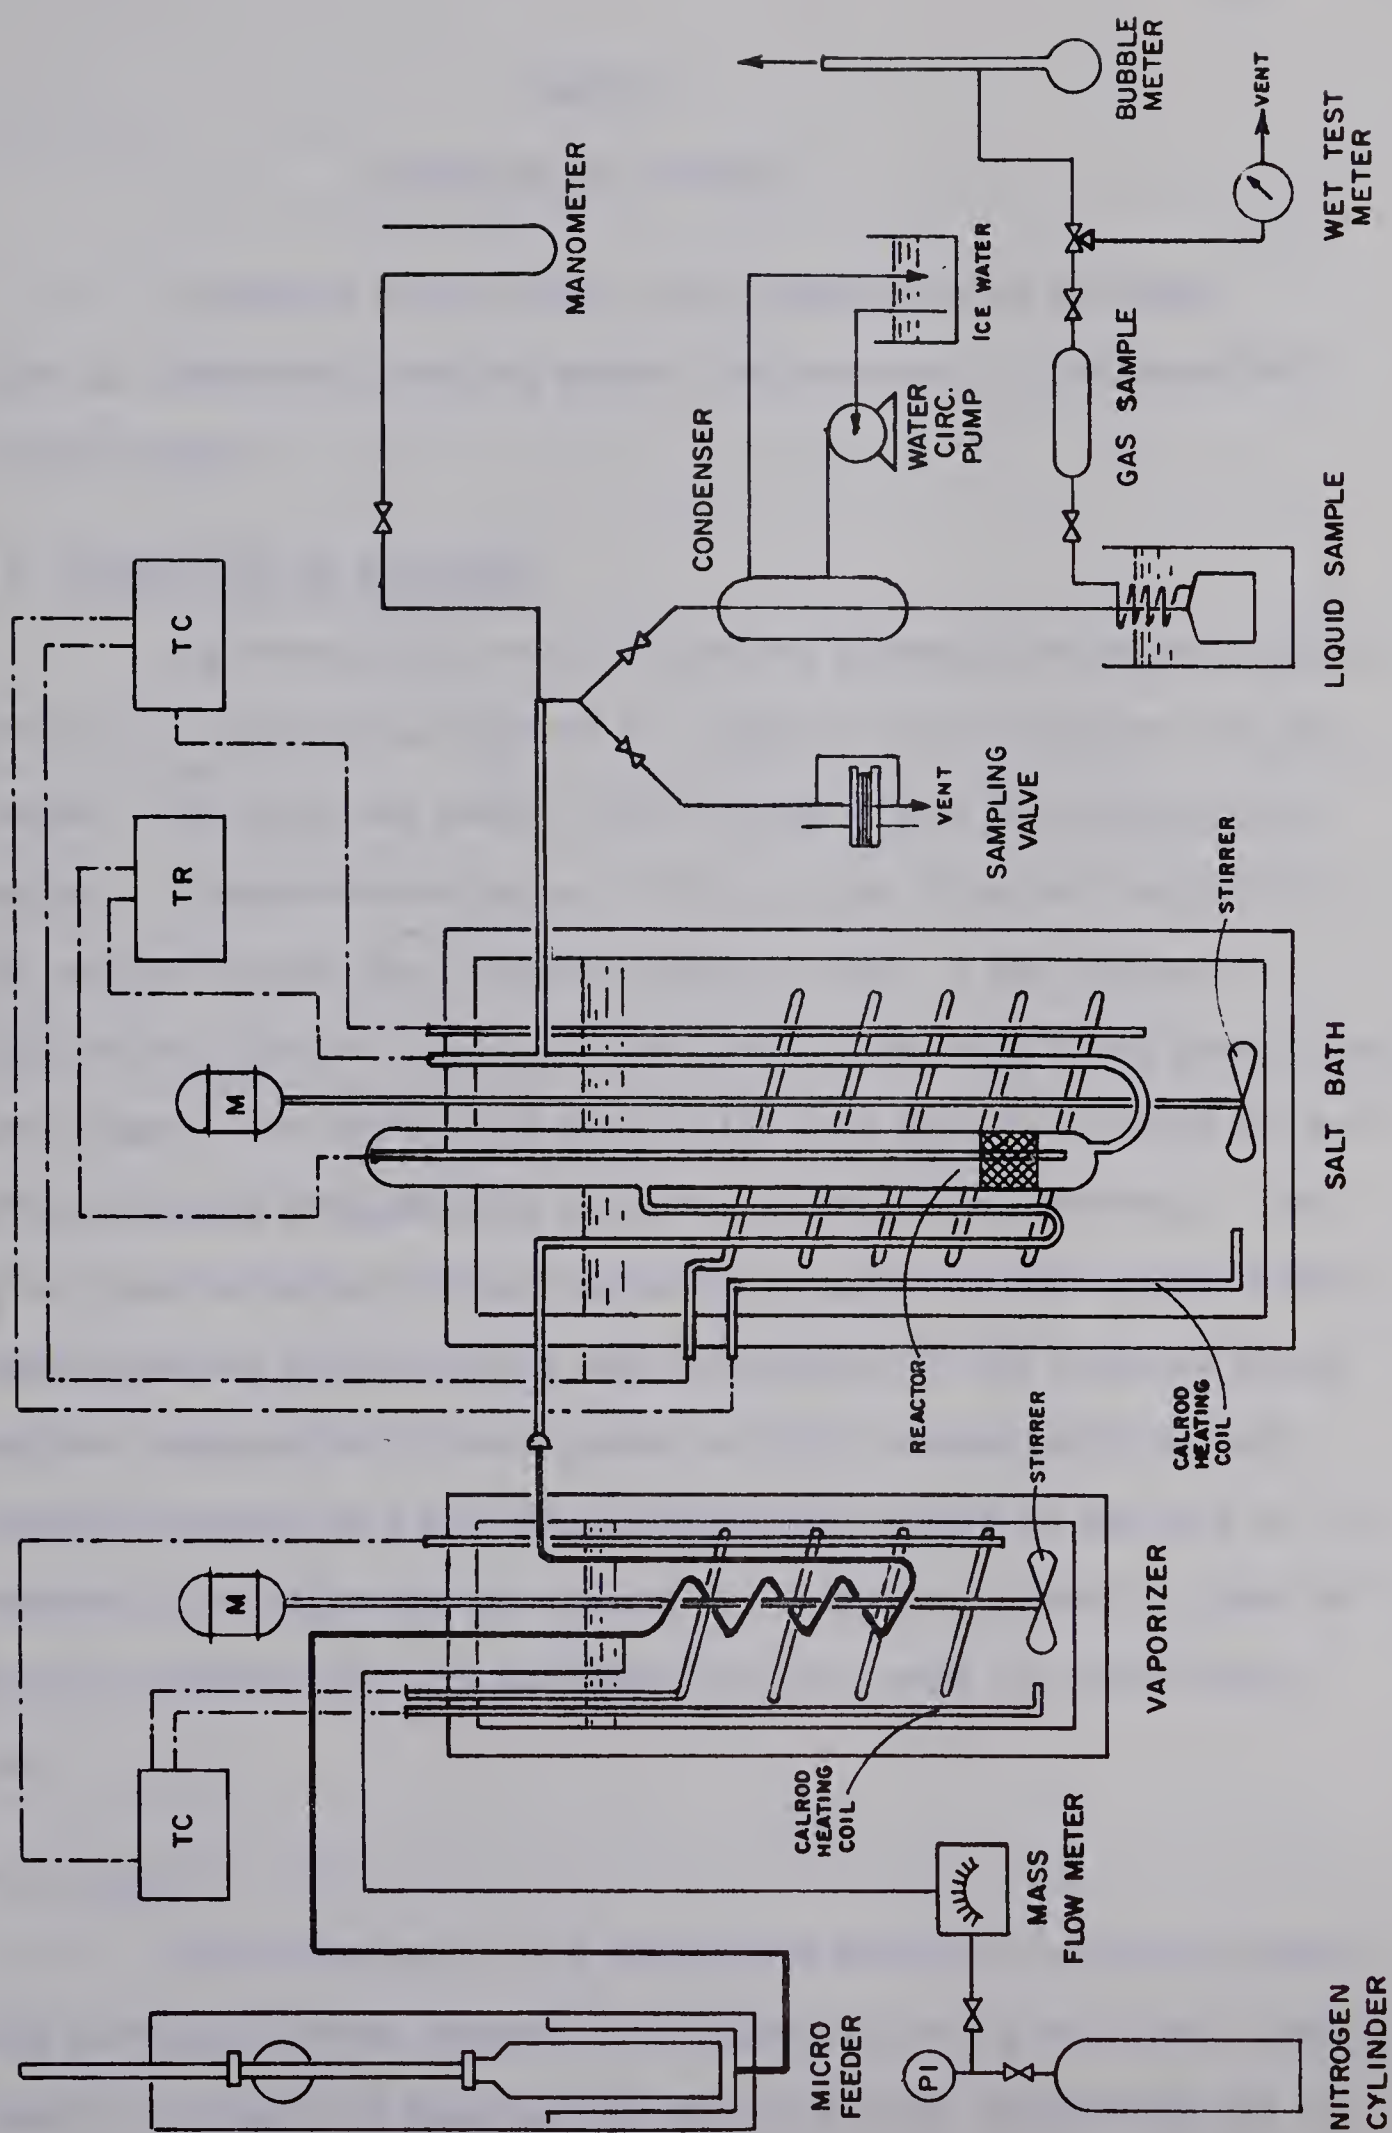 TC
TR
TC
M
M
MANOMETER
CONDENSER
WATER
CIRC.
PUMP
ICE WATER
BUBBLE
METER
VENT
WET TEST
METER
GAS SAMPLE
LIQUID SAMPLE
VENT
SAMPLING
VALVE
STIRRER
SALT BATH
REACTOR
CALROD
HEATING
COIL
STIRRER
VAPORIZER
CALROD
HEATING
COIL
MASS
FLOW METER
MICRO
FEEDER
PI
NITROGEN
CYLINDER